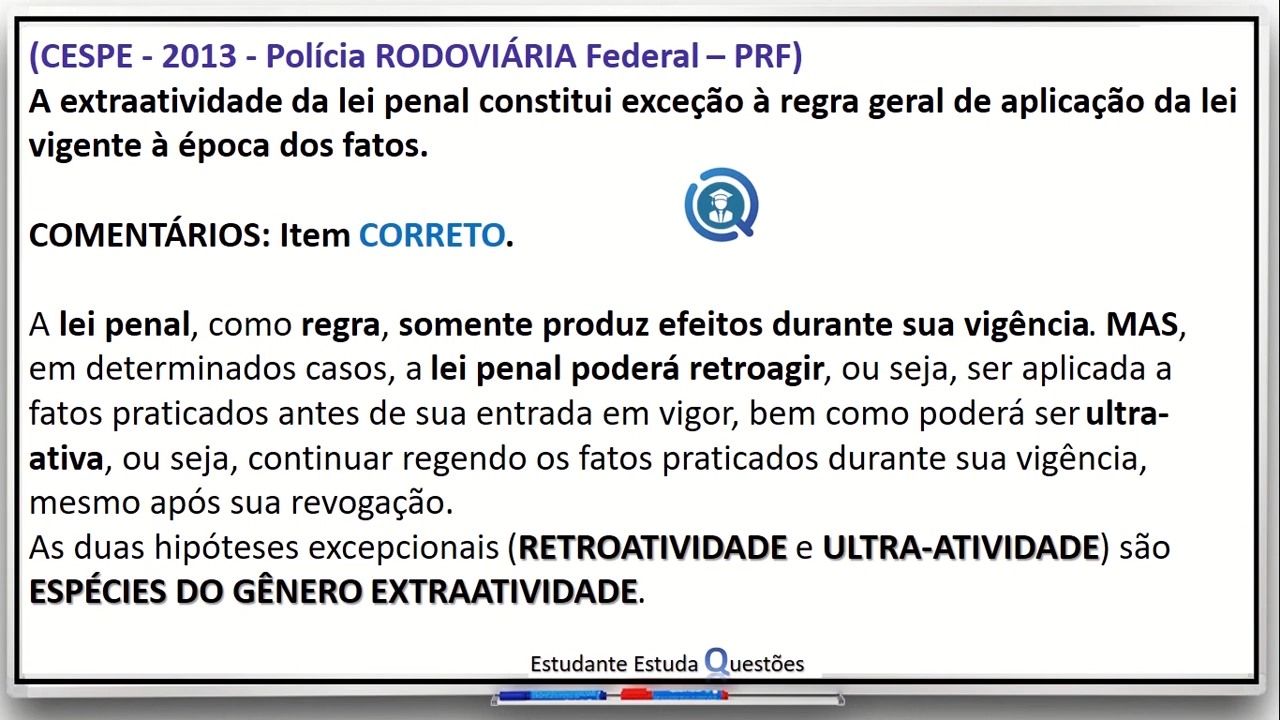 (CESPE - 2013 - Polícia RODOVIÁRIA Federal – PRF)
A extraatividade da lei penal constitui exceção à regra geral de aplicação da lei
vigente à época dos fatos.
COMENTÁRIOS: Item CORRETO.
A lei penal, como regra, somente produz efeitos durante sua vigência. MAS,
em determinados casos, a lei penal poderá retroagir, ou seja, ser aplicada a
fatos praticados antes de sua entrada em vigor, bem como poderá ser ultra-
ativa, ou seja, continuar regendo os fatos praticados durante sua vigência,
mesmo após sua revogação.
As duas hipóteses excepcionais (RETROATIVIDADE e ULTRA-ATIVIDADE) são
ESPÉCIES DO GÊNERO EXTRAATIVIDADE.
Estudante Estuda Questões